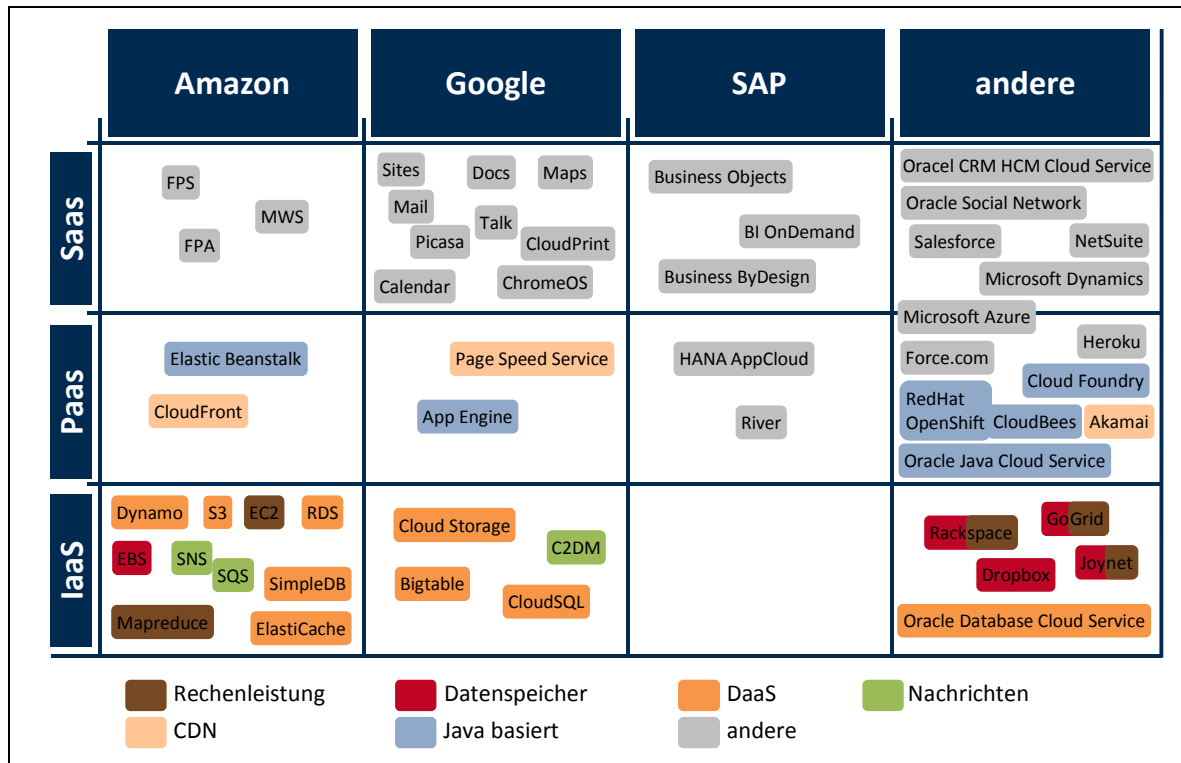 Amazon
Google
SAP
andere
Saas
FPS
MWS
FPA
Sites
Docs
Maps
Mail
Talk
Picasa
CloudPrint
Calendar
ChromeOS
Business Objects
BI OnDemand
Business ByDesign
Oracel CRM HCM Cloud Service
Oracle Social Network
Salesforce
NetSuite
Microsoft Dynamics
Microsoft Azure
Paas
Elastic Beanstalk
CloudFront
Page Speed Service
App Engine
HANA AppCloud
River
Heroku
Force.com
Cloud Foundry
RedHat
OpenShift
CloudBees
Akamai
Oracle Java Cloud Service
IaaS
Dynamo
S3
EC2
RDS
EBS
SNS
SQS
SimpleDB
Mapreduce
ElastiCache
Cloud Storage
C2DM
Bigtable
CloudSQL
Rackspace
GoGrid
Joynet
Dropbox
Oracle Database Cloud Service
Rechenleistung
Datenspeicher
DaaS
Nachrichten
CDN
Java basiert
andere